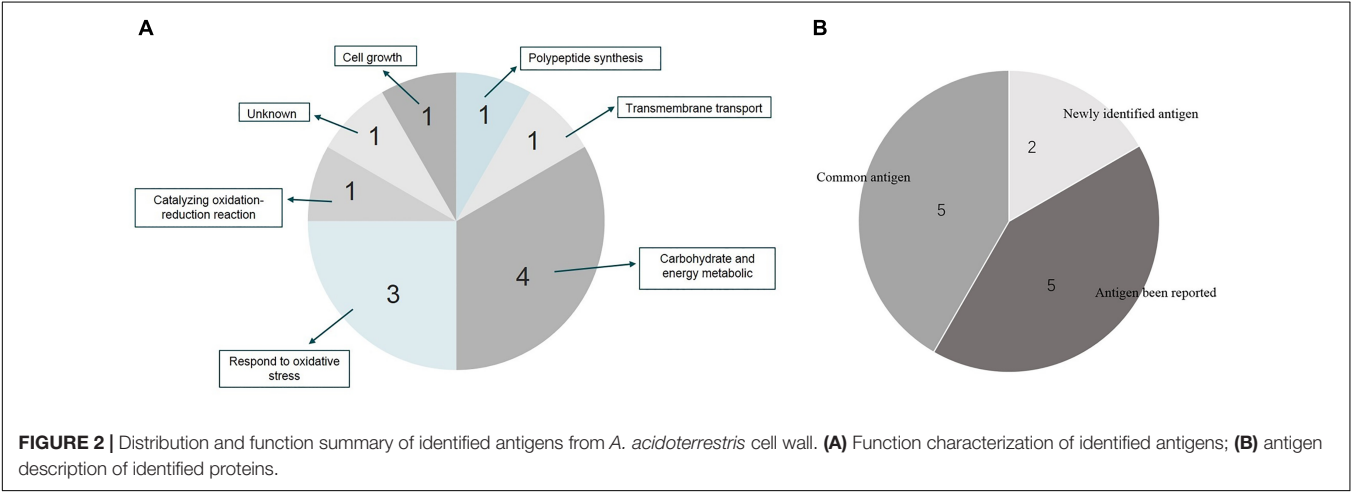 A
B
Cell growth
Polypeptide synthesis
Unknown
Transmembrane transport
Catalyzing oxidation-
reduction reaction
Carbohydrate and
energy metabolic
Respond to oxidative
stress
1
1
1
1
1
3
4
Newly identified antigen
2
Common antigen
5
5
Antigen been reported
FIGURE 2 | Distribution and function summary of identified antigens from A. acidoterrestris cell wall. (A) Function characterization of identified antigens; (B) antigen
description of identified proteins.